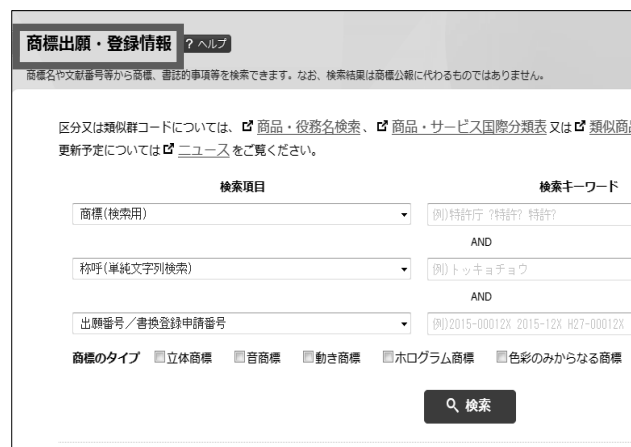 商標出願・登録情報 ? ヘルプ
商標名や文献番号等から商標、書誌的事項等を検索できます。なお、検索結果は商標公報に代わるものではありません。
区分又は類似群コードについては、 商品・役務名検索 、 商品・サービス国際分類表 又は 類似商品
更新予定については ニュース をご覧ください。
検索項目 検索キーワード
商標(検索用) 例)特許庁 ?特許? 特許?
AND
称呼(単純文字列検索) 例)トッキョチョウ
AND
出願番号／書換登録申請番号 例)2015-00012X 2015-12X H27-00012X
商標のタイプ 立体商標 音商標 動き商標 ホログラム商標 色彩のみからなる商標
検索